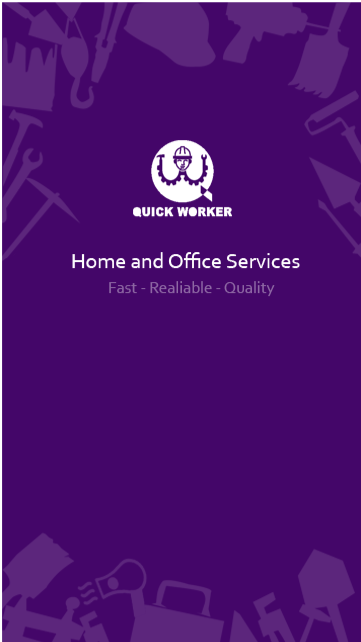 QUICK WORKER
Home and Office Services
Fast - Realiable - Quality